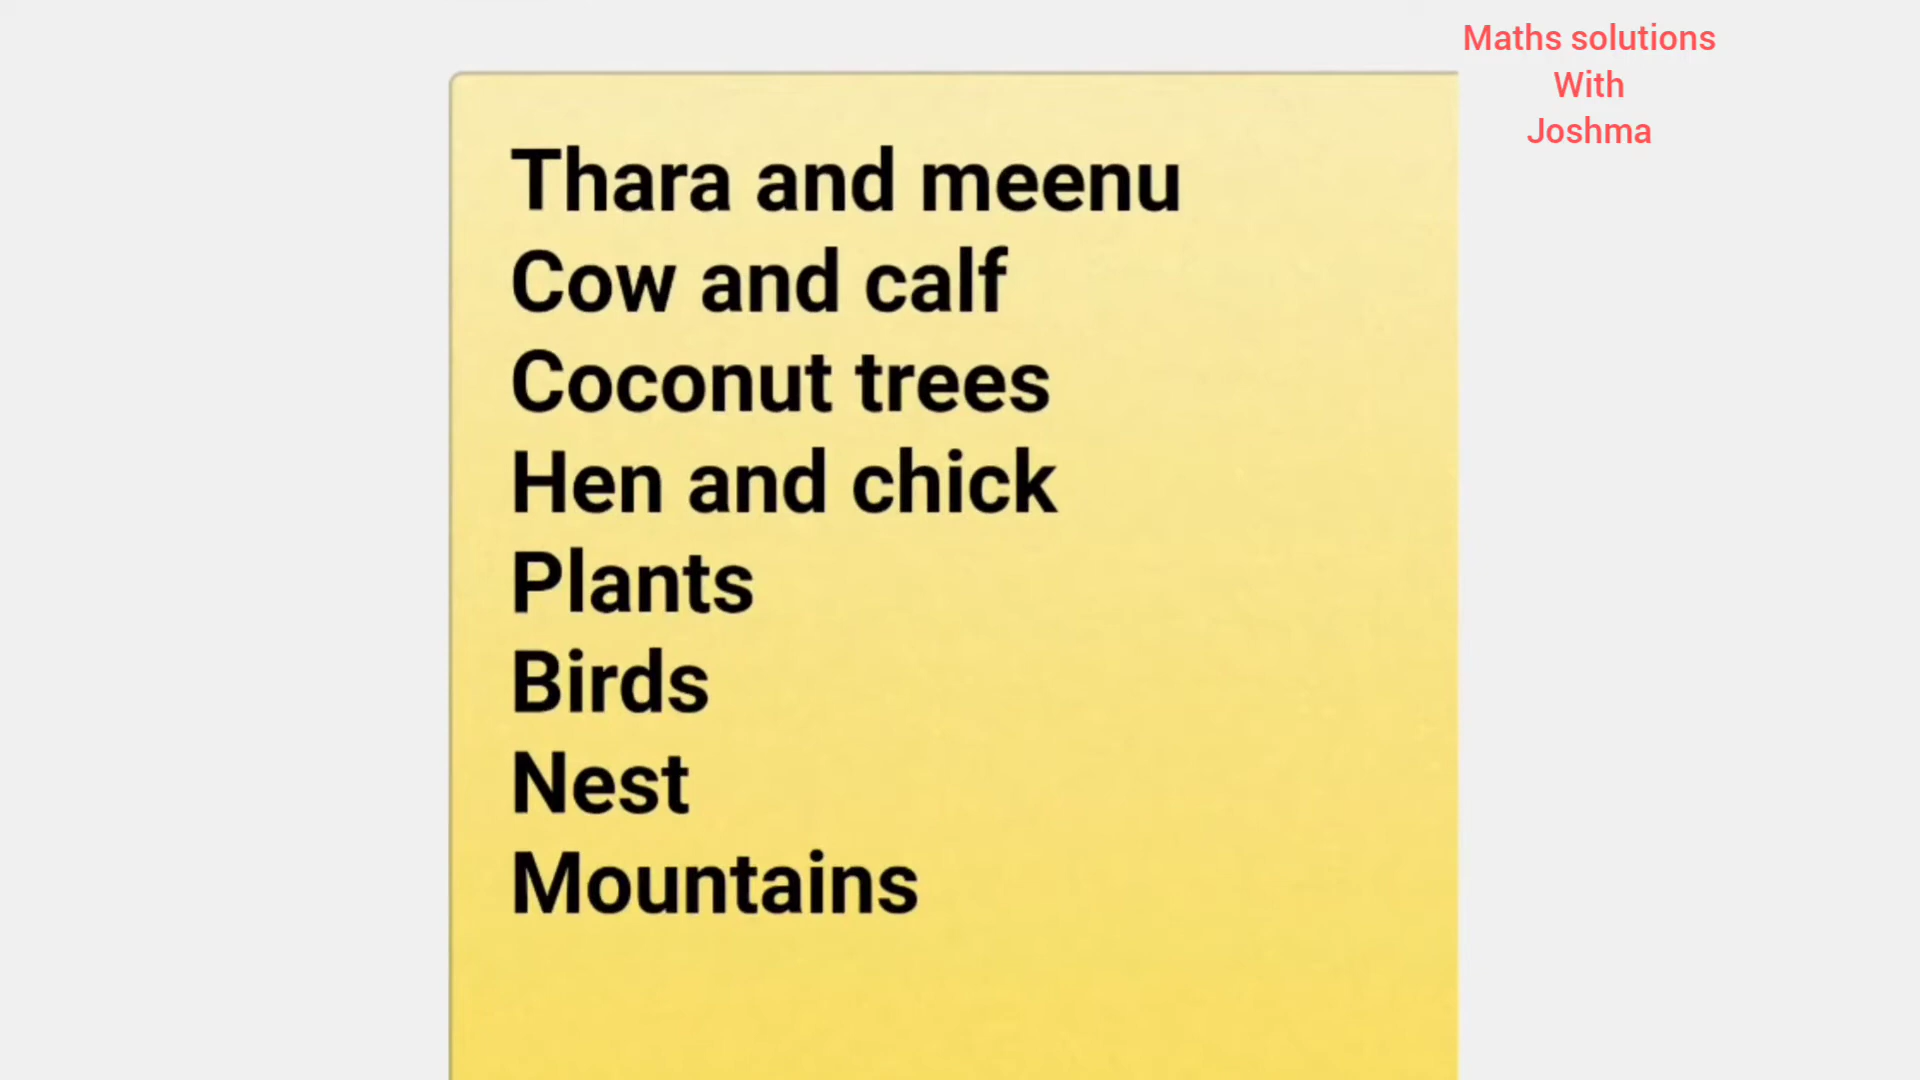 Maths solutions
With
Joshma
Thara and meenu
Cow and calf
Coconut trees
Hen and chick
Plants
Birds
Nest
Mountains